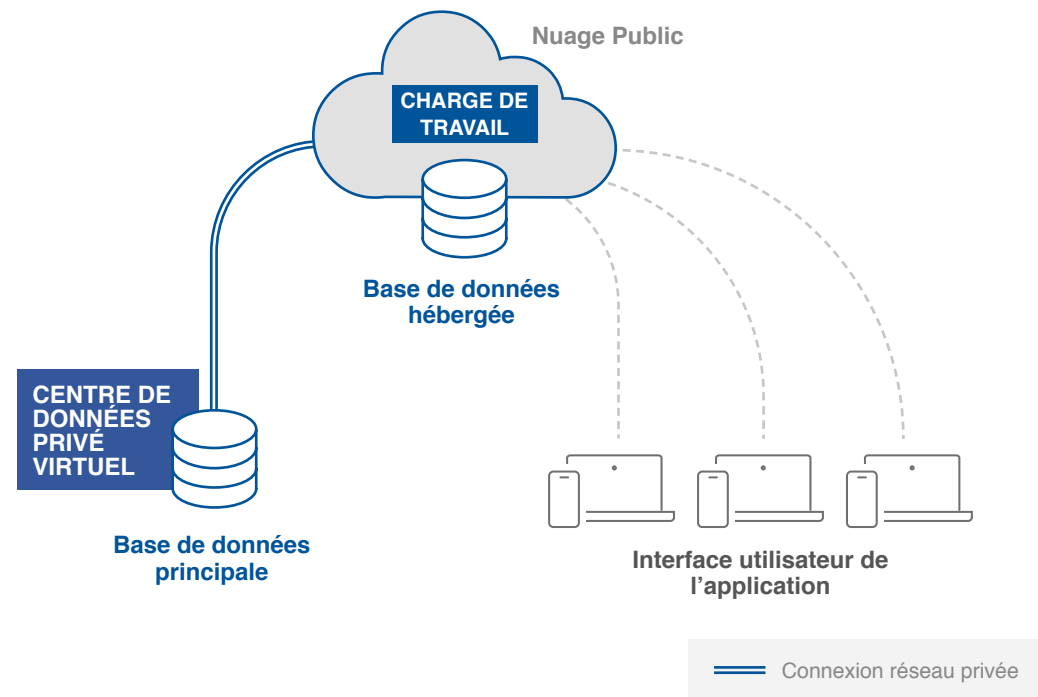 Nuage Public
CHARGE DE
TRAVAIL
Base de données
hébergée
CENTRE DE
DONNÉES
PRIVÉ
VIRTUEL
Base de données
principale
Interface utilisateur de
l’application
Connexion réseau privée